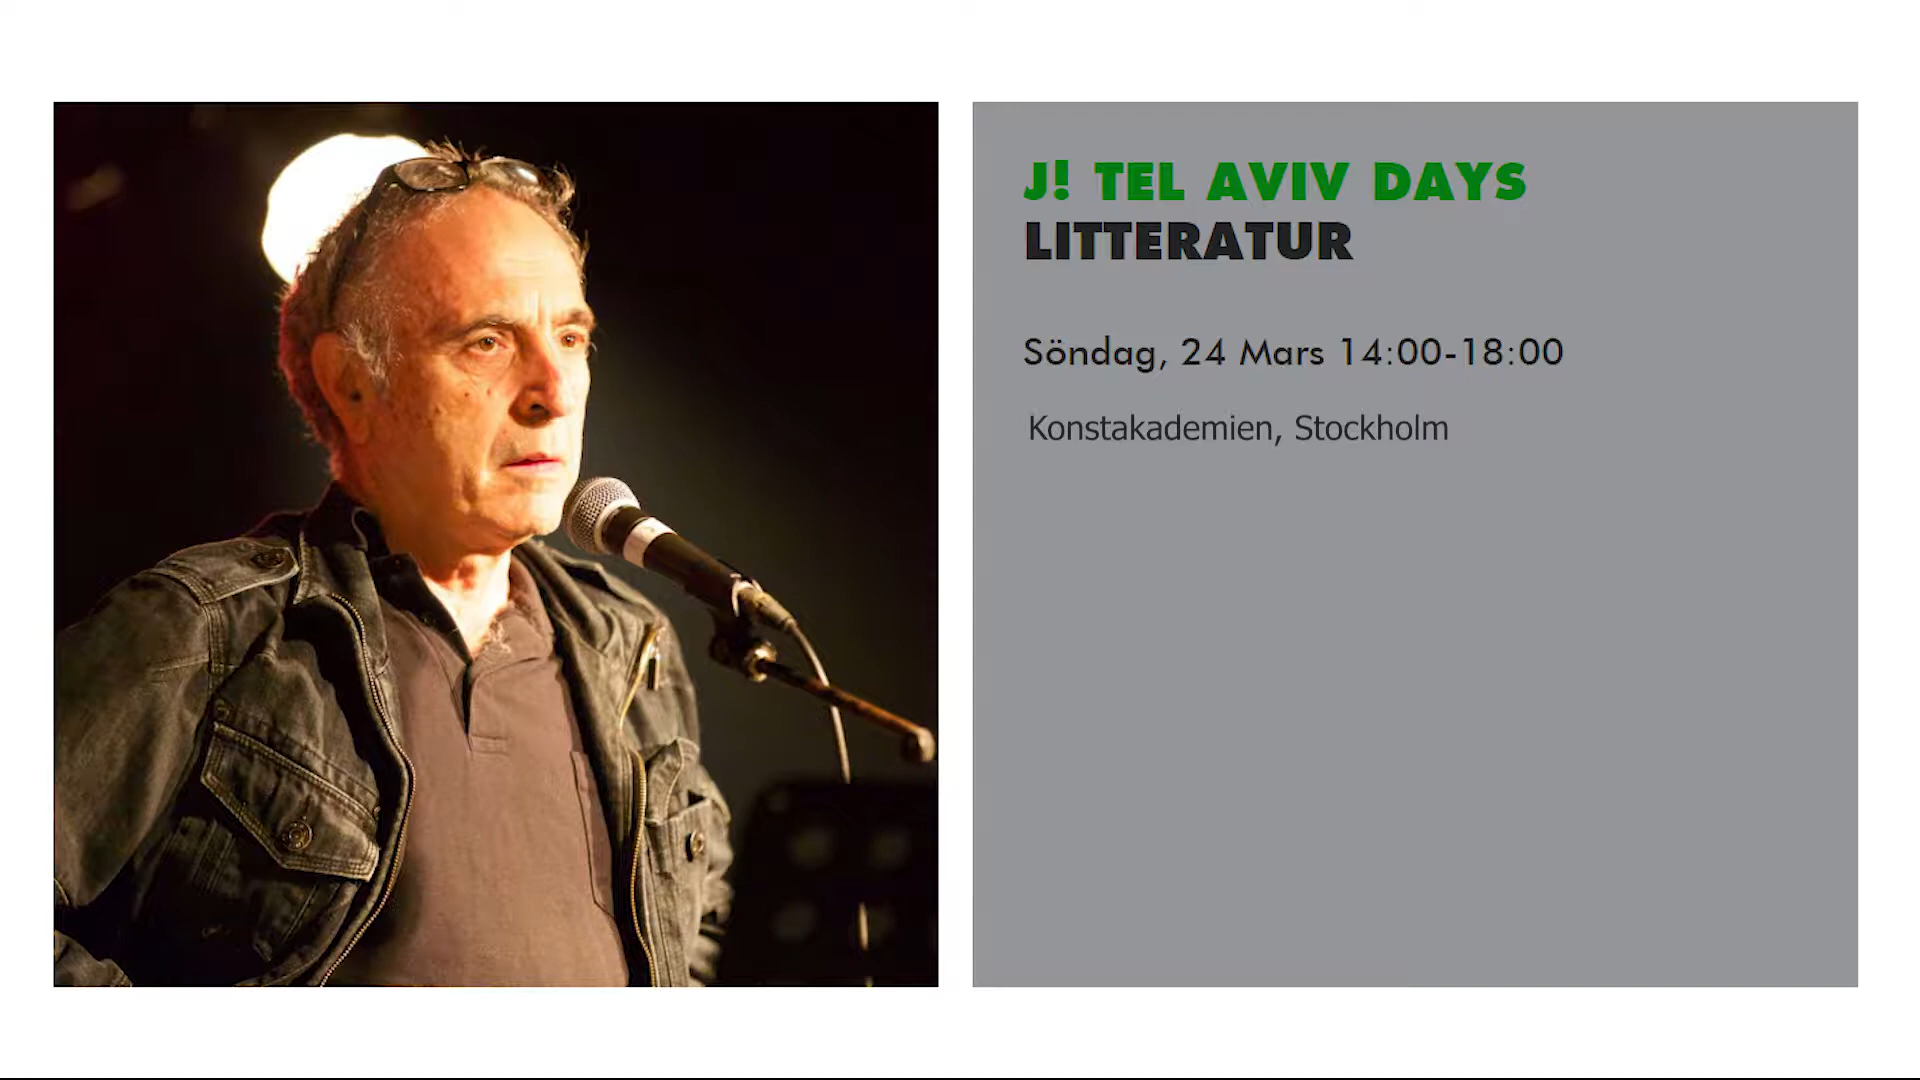 J! TEL AVIV DAYS
LITTERATUR
Söndag, 24 Mars 14:00-18:00
Konstakademien, Stockholm